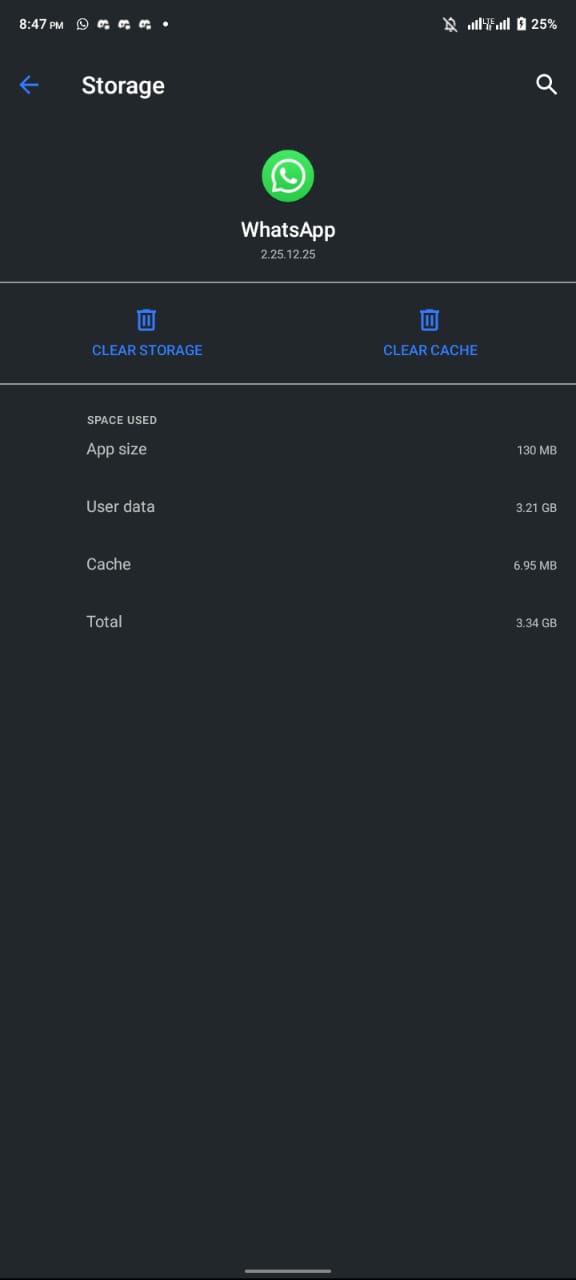 8:47 PM LTE 25%
Storage
WhatsApp
2.25.12.25
CLEAR STORAGE CLEAR CACHE
SPACE USED
App size 130 MB
User data 3.21 GB
Cache 6.95 MB
Total 3.34 GB